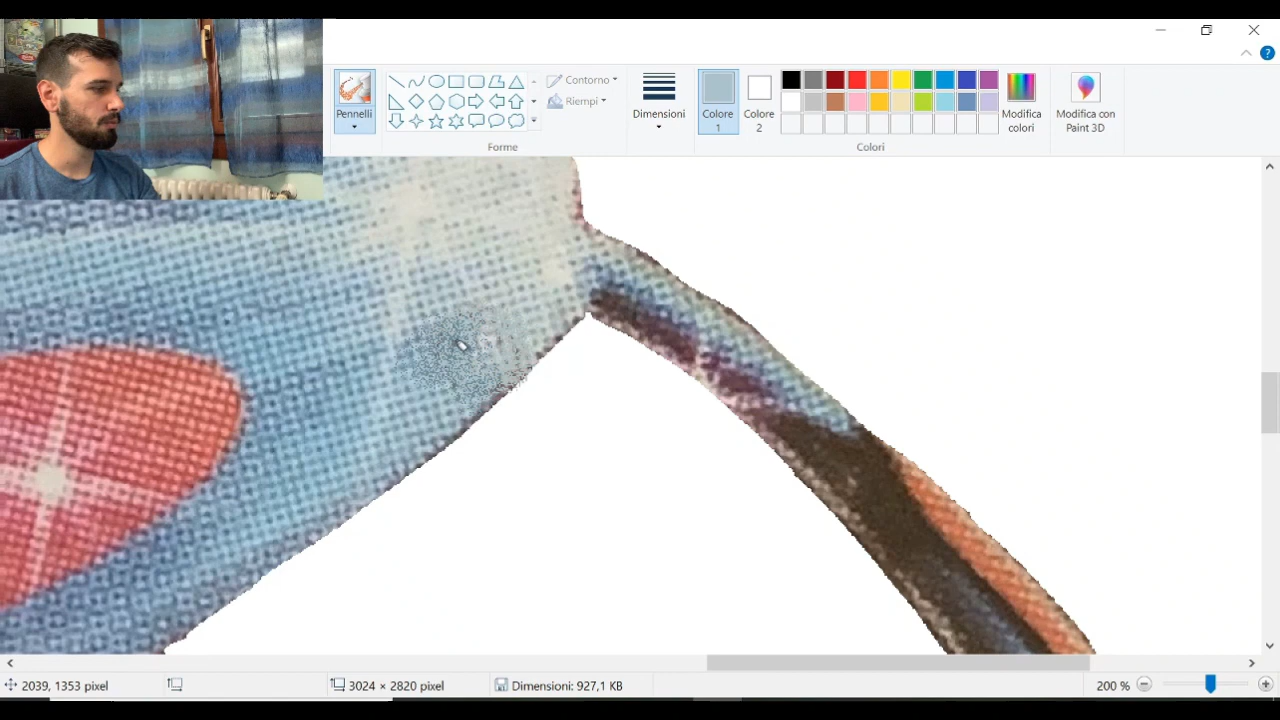 Pennelli
Contorno
Riempi
Forme
Dimensioni
Colore
1
Colore
2
Modifica
colori
Colori
Modifica con
Paint 3D
?
2039, 1353 pixel
3024 × 2820 pixel
Dimensioni: 927,1 KB
200 %